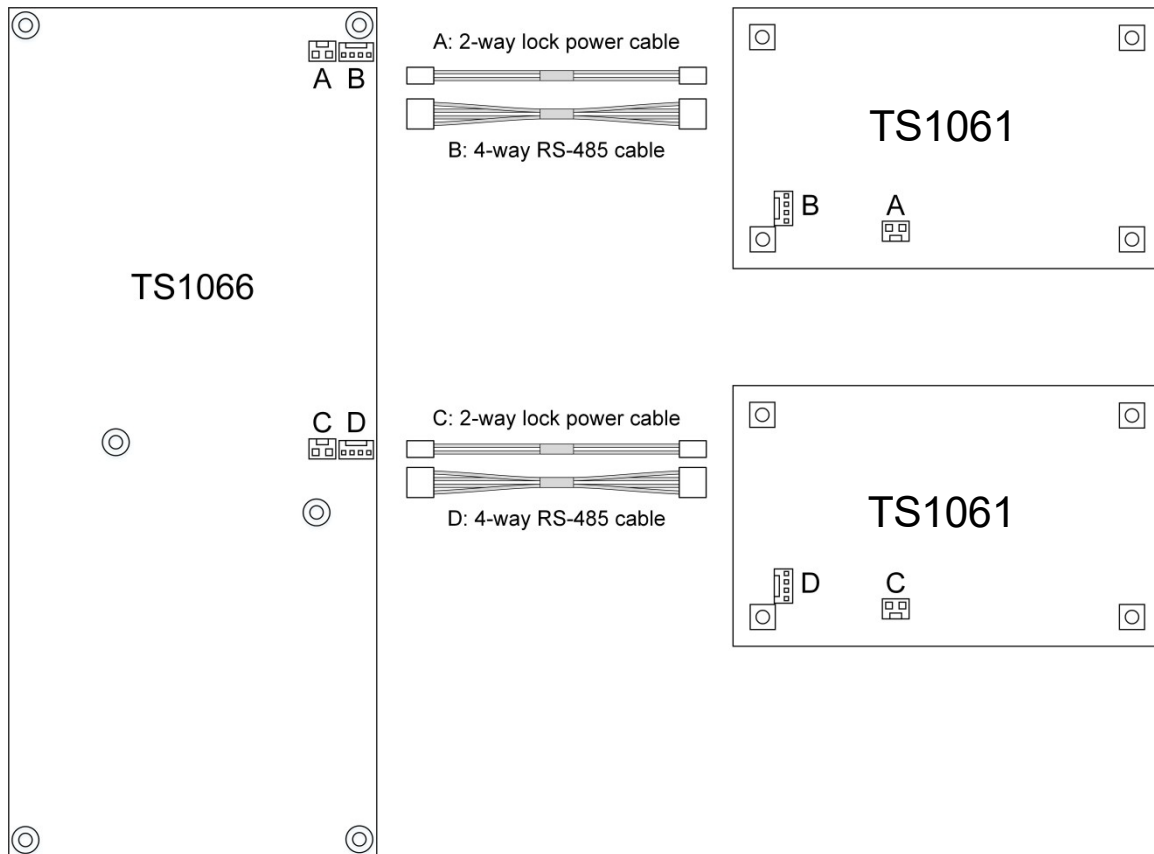 A: 2-way lock power cable
A B
B: 4-way RS-485 cable
TS1061
B A
TS1066
C: 2-way lock power cable
C D
D: 4-way RS-485 cable
TS1061
D C